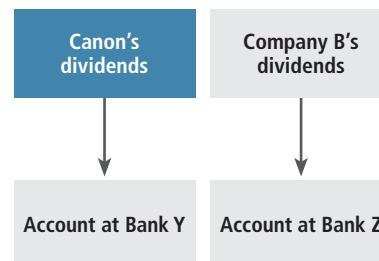 Canon's
dividends
Company B's
dividends
Account at Bank Y
Account at Bank Z